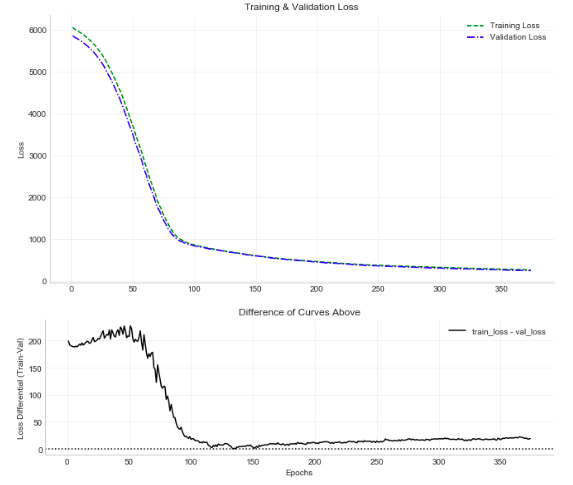 Training & Validation Loss
6000
5000
4000
3000
2000
1000
0
Loss
Training Loss
Validation Loss
0 50 100 150 200 250 300 350
Difference of Curves Above
200
150
100
50
0
Loss Differential (Train-Val)
train_loss - val_loss
0 50 100 150 200 250 300 350
Epochs